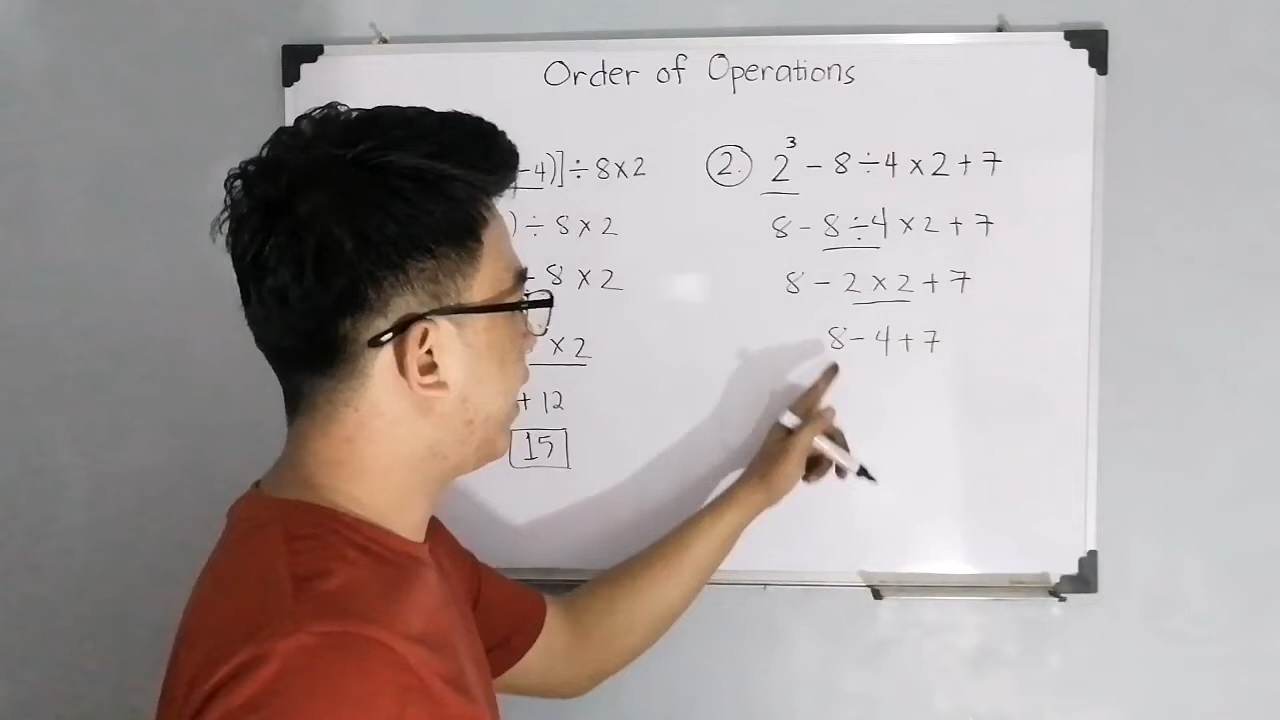 Order of Operations
-4)] ÷ 8 × 2
) ÷ 8 × 2
8 × 2
× 2
+ 12
15
2. 2³ - 8 ÷ 4 × 2 + 7
8 - 8 ÷ 4 × 2 + 7
8 - 2 × 2 + 7
8 - 4 + 7